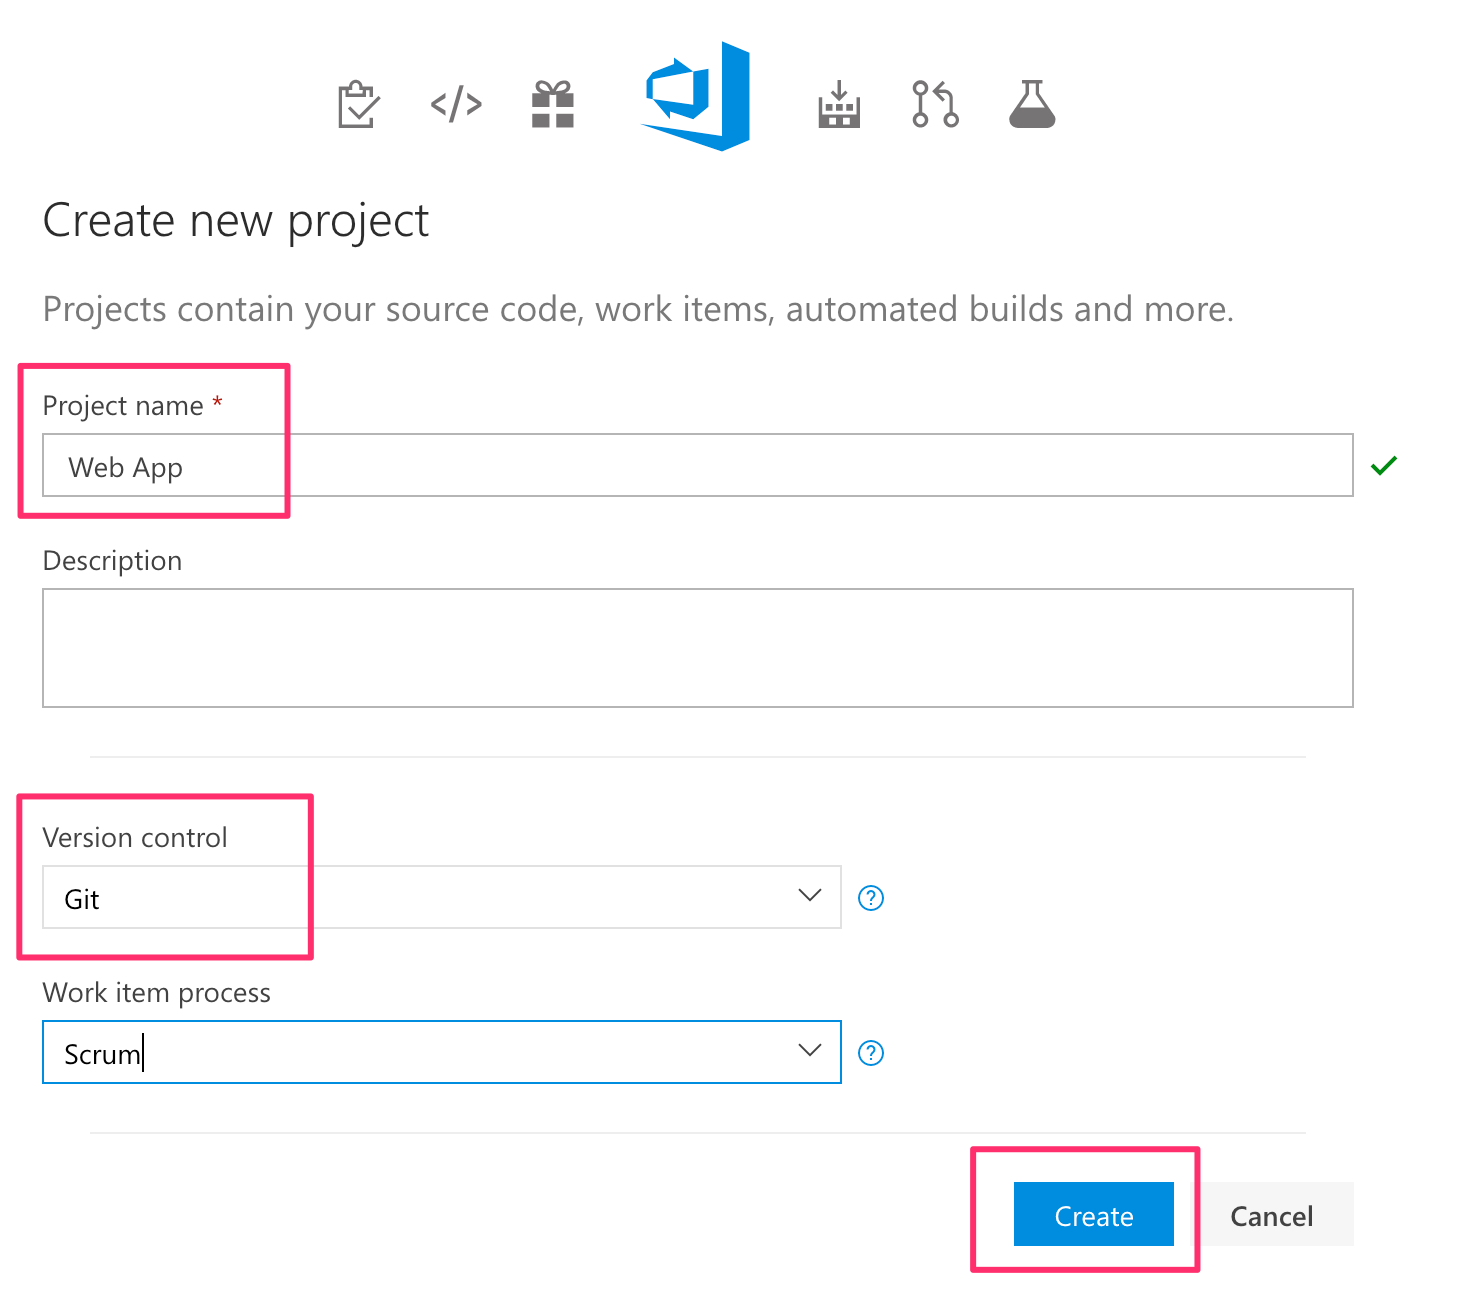 Create new project
Projects contain your source code, work items, automated builds and more.
Project name *
Web App
Description
Version control
Git
Work item process
Scrum
Create Cancel